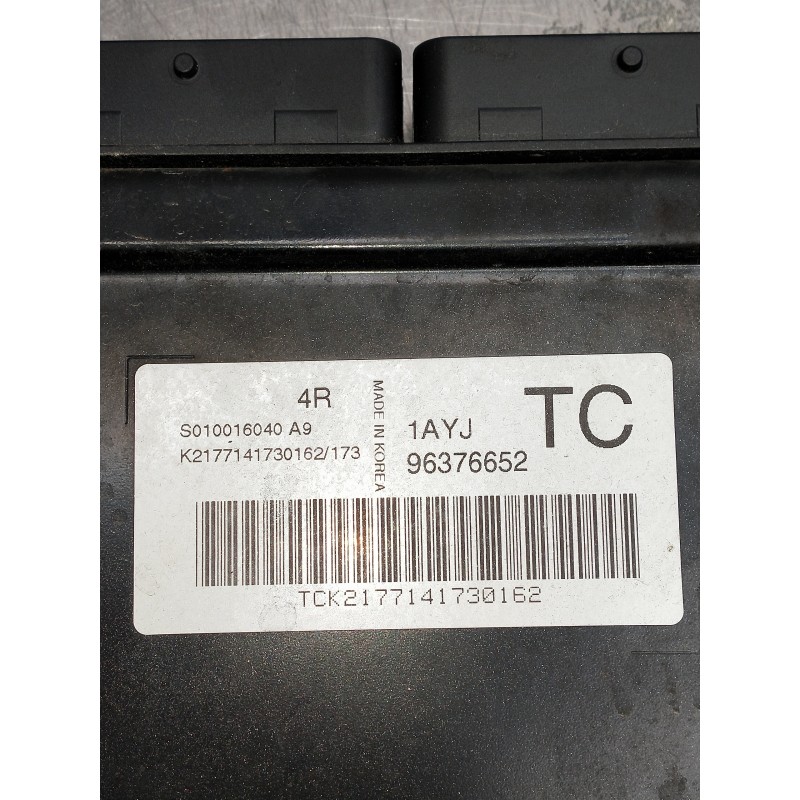 4R
S010016040 A9
K2177141730162/173
MADE IN KOREA
1AYJ
96376652
TC
TCK2177141730162